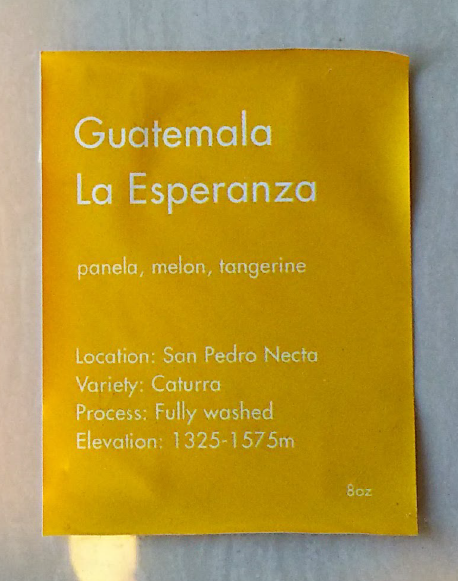 Guatemala
La Esperanza
panela, melon, tangerine
Location: San Pedro Necta
Variety: Caturra
Process: Fully washed
Elevation: 1325-1575m
8oz